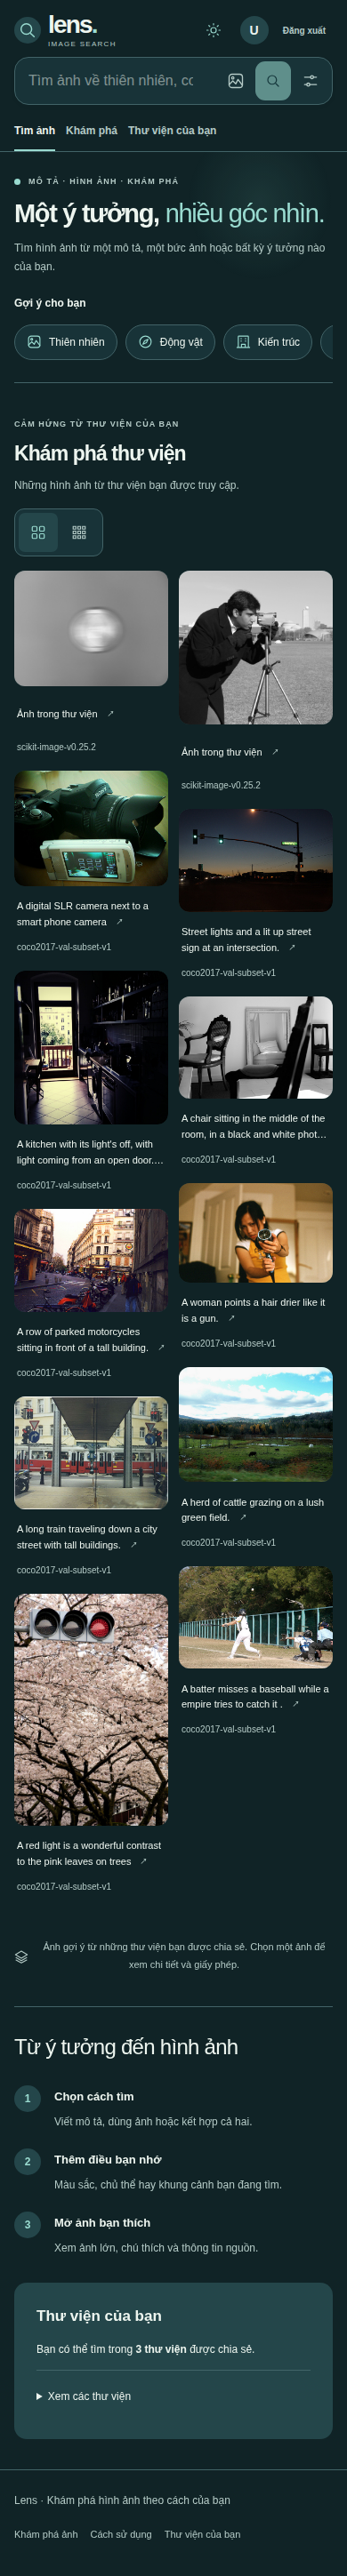 lens.
IMAGE SEARCH
U
Đăng xuất
Tìm ảnh về thiên nhiên, co
Tìm ảnh Khám phá Thư viện của bạn
MÔ TẢ · HÌNH ẢNH · KHÁM PHÁ
Một ý tưởng, nhiều góc nhìn.
Tìm hình ảnh từ một mô tả, một bức ảnh hoặc bất kỳ ý tưởng nào
của bạn.
Gợi ý cho bạn
Thiên nhiên Động vật Kiến trúc
CẢM HỨNG TỪ THƯ VIỆN CỦA BẠN
Khám phá thư viện
Những hình ảnh từ thư viện bạn được truy cập.
Ảnh trong thư viện ↗
scikit-image-v0.25.2
Ảnh trong thư viện ↗
scikit-image-v0.25.2
A digital SLR camera next to a
smart phone camera ↗
coco2017-val-subset-v1
Street lights and a lit up street
sign at an intersection. ↗
coco2017-val-subset-v1
A kitchen with its light's off, with
light coming from an open door....
coco2017-val-subset-v1
A chair sitting in the middle of the
room, in a black and white phot...
coco2017-val-subset-v1
A row of parked motorcycles
sitting in front of a tall building. ↗
coco2017-val-subset-v1
A woman points a hair drier like it
is a gun. ↗
coco2017-val-subset-v1
A long train traveling down a city
street with tall buildings. ↗
coco2017-val-subset-v1
A herd of cattle grazing on a lush
green field. ↗
coco2017-val-subset-v1
A red light is a wonderful contrast
to the pink leaves on trees ↗
coco2017-val-subset-v1
A batter misses a baseball while a
empire tries to catch it . ↗
coco2017-val-subset-v1
Ảnh gợi ý từ những thư viện bạn được chia sẻ. Chọn một ảnh để
xem chi tiết và giấy phép.
Từ ý tưởng đến hình ảnh
1 Chọn cách tìm
Viết mô tả, dùng ảnh hoặc kết hợp cả hai.
2 Thêm điều bạn nhớ
Màu sắc, chủ thể hay khung cảnh bạn đang tìm.
3 Mở ảnh bạn thích
Xem ảnh lớn, chú thích và thông tin nguồn.
Thư viện của bạn
Bạn có thể tìm trong 3 thư viện được chia sẻ.
Xem các thư viện
Lens · Khám phá hình ảnh theo cách của bạn
Khám phá ảnh Cách sử dụng Thư viện của bạn